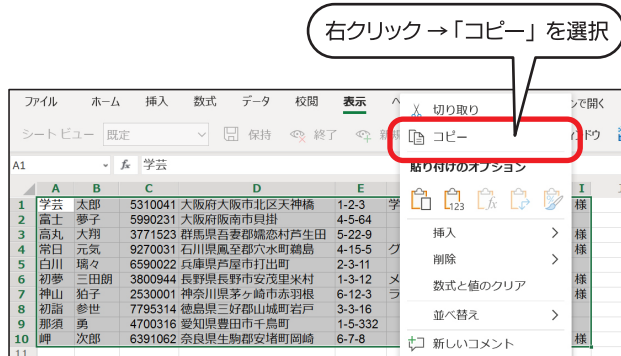 右クリック→「コピー」を選択
ファイル ホーム 挿入 数式 データ 校閲 表示 ヘ ンで開く
シートビュー 既定 保持 終了 新規 ィンドウ
A1 fx 学芸
A B C D E I
1 学芸 太郎 5310041 大阪府大阪市北区天神橋 1-2-3 学 様
2 富士 夢子 5990231 大阪府阪南市貝掛 4-5-64
3 高丸 大翔 3771523 群馬県吾妻郡嬬恋村芦生田 5-22-9 様
4 常日 元気 9270031 石川県鳳至郡穴水町鵜島 4-15-5 グ 様
5 白川 瑞々 6590022 兵庫県芦屋市打出町 2-3-11
6 初夢 三田朗 3800944 長野県長野市安茂里米村 1-3-12 メ 様
7 神山 狛子 2530001 神奈川県茅ヶ崎市赤羽根 6-12-3 ラ 様
8 初詣 参世 7795314 徳島県三好郡山城町岩戸 3-3-16
9 那須 勇 4700316 愛知県豊田市千鳥町 1-5-332
10 岬 次郎 6391062 奈良県生駒郡安堵町岡崎 6-7-8 様
11
切り取り
コピー
貼り付けのオプション
123 fx
挿入
削除
数式と値のクリア
並べ替え
新しいコメント